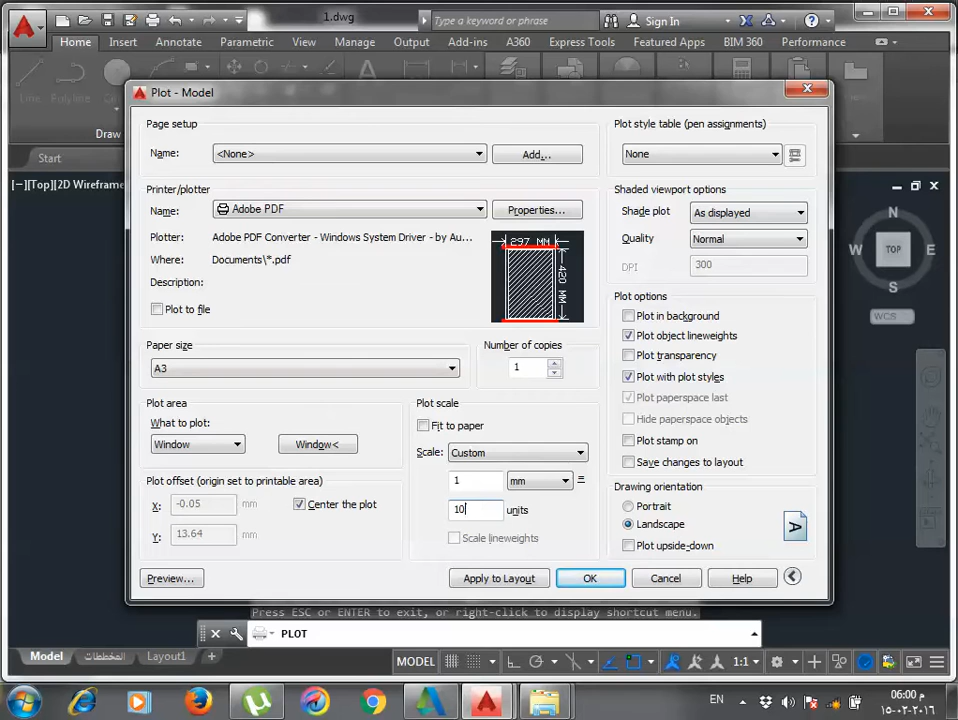 1.dwg
Type a keyword or phrase
Sign In
Home Insert Annotate Parametric View Manage Output Add-ins A360 Express Tools Featured Apps BIM 360 Performance
Draw
Start
[−][Top][2D Wireframe
Plot - Model
Page setup
Name: <None> Add...
Printer/plotter
Name: Adobe PDF Properties...
Plotter: Adobe PDF Converter - Windows System Driver - by Au...
Where: Documents\*.pdf
Description:
Plot to file
297 MM
420 MM
Paper size
A3
Number of copies
1
Plot area
What to plot:
Window Window<
Plot offset (origin set to printable area)
X: -0.05 mm Center the plot
Y: 13.64 mm
Plot scale
Fit to paper
Scale: Custom
1 mm =
10 units
Scale lineweights
Plot style table (pen assignments)
None
Shaded viewport options
Shade plot As displayed
Quality Normal
DPI 300
Plot options
Plot in background
Plot object lineweights
Plot transparency
Plot with plot styles
Plot paperspace last
Hide paperspace objects
Plot stamp on
Save changes to layout
Drawing orientation
Portrait
Landscape
Plot upside-down
A
Preview... Apply to Layout OK Cancel Help
N
W TOP E
S
WCS
Press ESC or ENTER to exit, or right-click to display shortcut menu.
PLOT
Model المخططات Layout1 +
MODEL 1:1
EN
06:00 م
١٥-٠٢-٢٠١٦